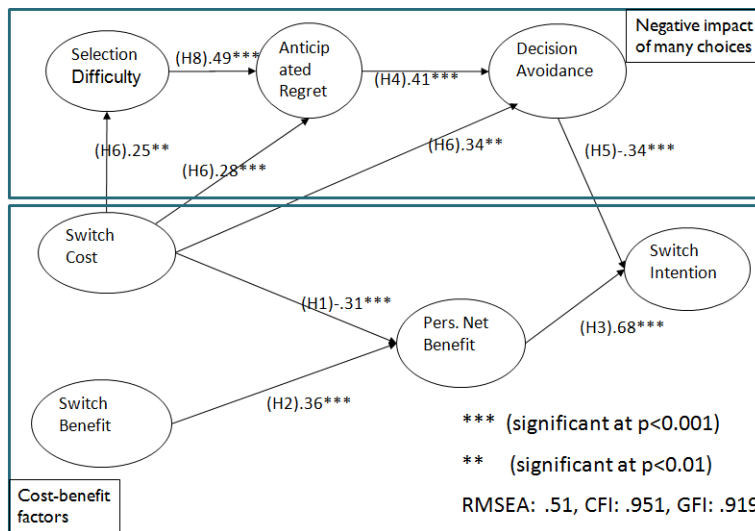 Negative impact
of many choices
Selection
Difficulty
(H8).49***
Anticip
ated
Regret
(H4).41***
Decision
Avoidance
(H6).25**
(H6).28***
(H6).34**
(H5)-.34***
Switch
Cost
Switch
Intention
(H1)-.31***
Pers. Net
Benefit
(H3).68***
Switch
Benefit
(H2).36***
*** (significant at p<0.001)
** (significant at p<0.01)
RMSEA: .51, CFI: .951, GFI: .919
Cost-benefit
factors